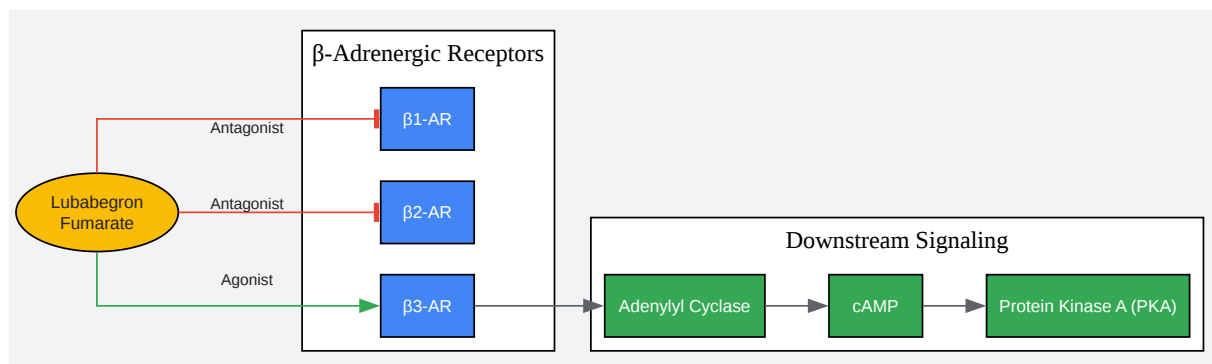 β-Adrenergic Receptors
β1-AR
Antagonist
Lubabegron
Fumarate
Antagonist
β2-AR
Downstream Signaling
Agonist
β3-AR
Adenylyl Cyclase
cAMP
Protein Kinase A (PKA)